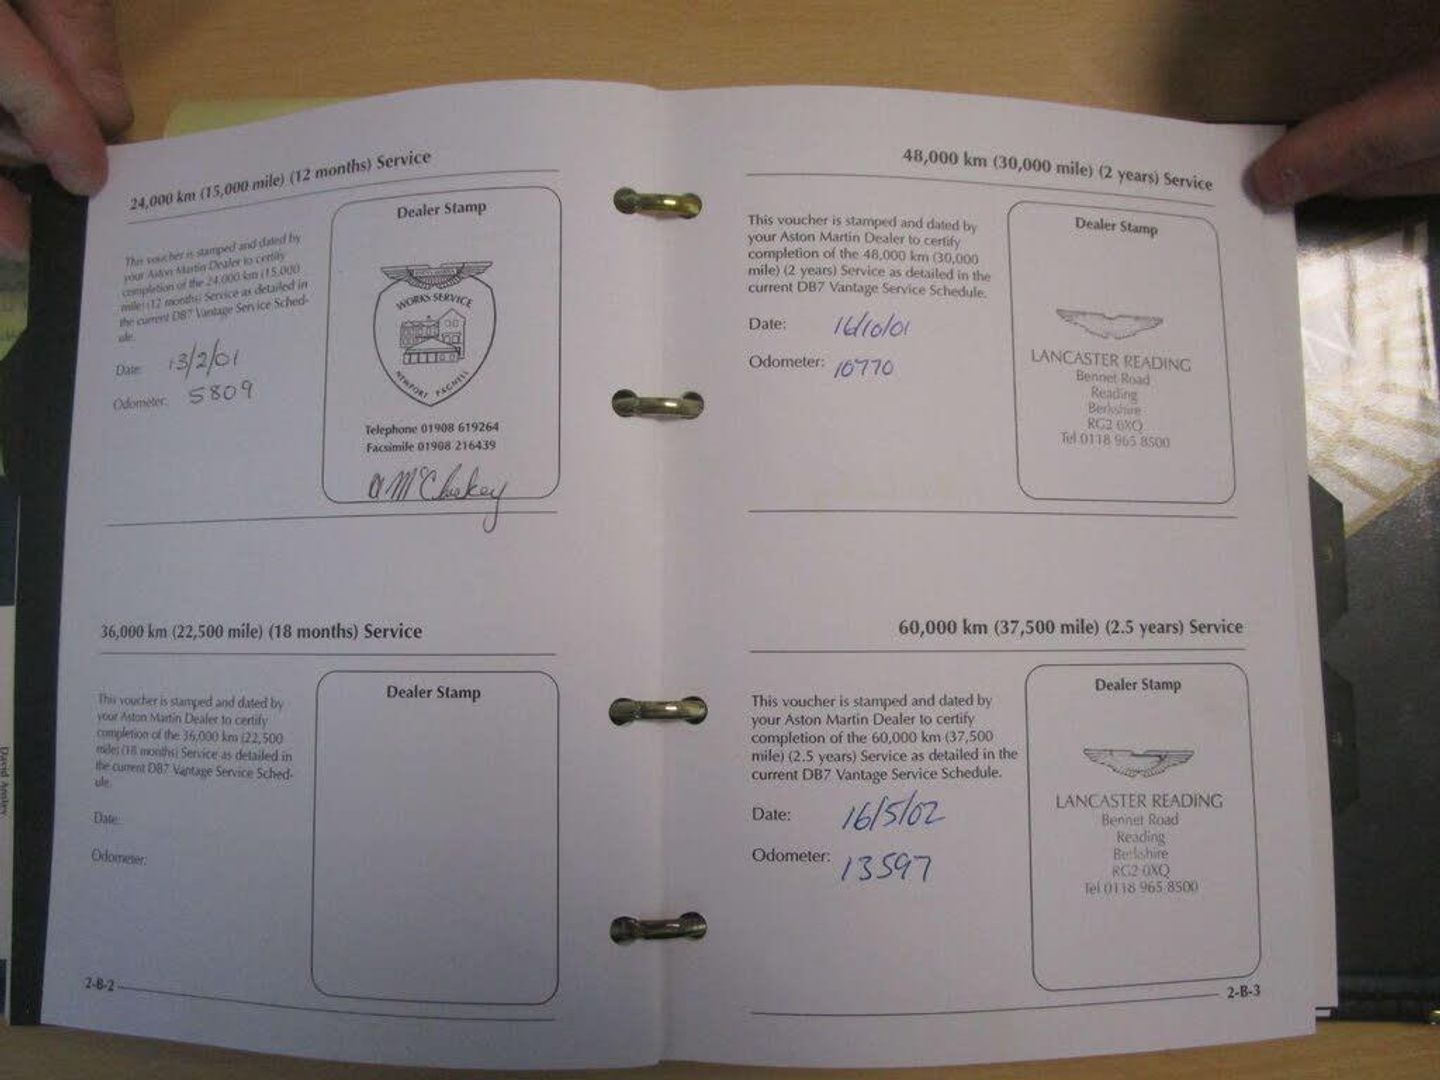 24,000 km (15,000 mile) (12 months) Service
This voucher is stamped and dated by
your Aston Martin Dealer to certify
completion of the 24,000 km (15,000
mile) (12 months) Service as detailed in
the current DB7 Vantage Service Sched-
ule.
Date: 13/2/01
Odometer: 5809
Dealer Stamp
WORKS SERVICE
NEWPORT PAGNELL
Telephone 01908 619264
Facsimile 01908 216439
36,000 km (22,500 mile) (18 months) Service
This voucher is stamped and dated by
your Aston Martin Dealer to certify
completion of the 36,000 km (22,500
mile) (18 months) Service as detailed in
the current DB7 Vantage Service Sched-
ule.
Date:
Odometer:
Dealer Stamp
2-B-2
48,000 km (30,000 mile) (2 years) Service
This voucher is stamped and dated by
your Aston Martin Dealer to certify
completion of the 48,000 km (30,000
mile) (2 years) Service as detailed in the
current DB7 Vantage Service Schedule.
Date: 16/10/01
Odometer: 10770
Dealer Stamp
LANCASTER READING
Bennet Road
Reading
Berkshire
RG2 0XQ
Tel 0118 965 8500
60,000 km (37,500 mile) (2.5 years) Service
This voucher is stamped and dated by
your Aston Martin Dealer to certify
completion of the 60,000 km (37,500
mile) (2.5 years) Service as detailed in the
current DB7 Vantage Service Schedule.
Date: 16/5/02
Odometer: 13597
Dealer Stamp
LANCASTER READING
Bennet Road
Reading
Berkshire
RG2 0XQ
Tel 0118 965 8500
2-B-3